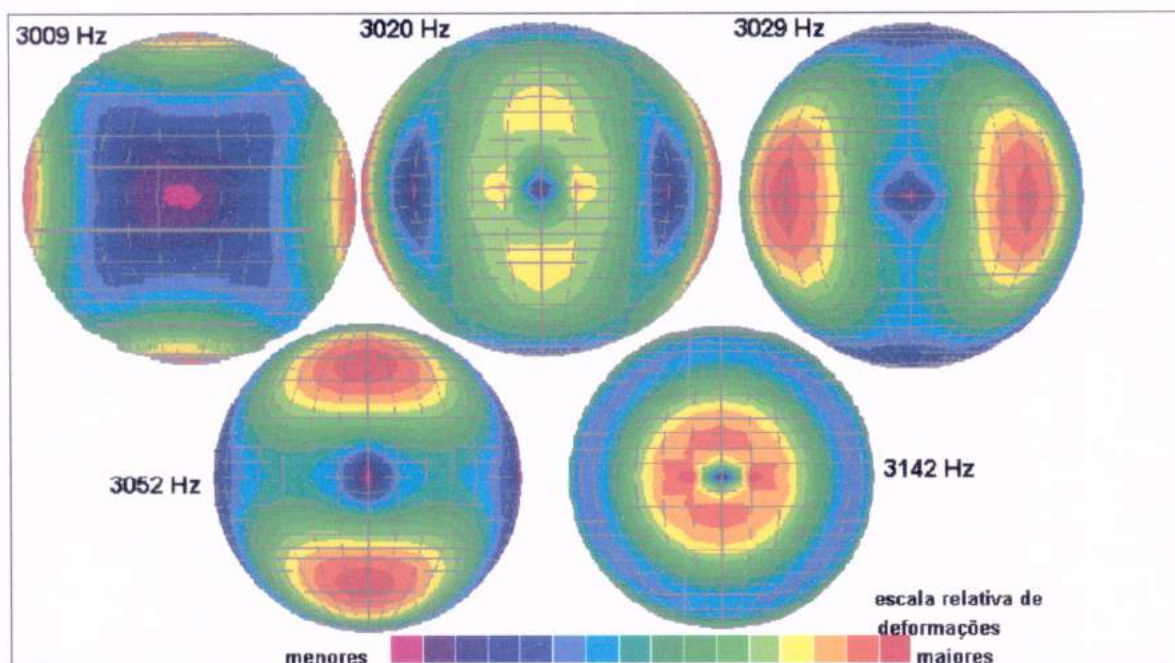 3009 Hz
3020 Hz
3029 Hz
3052 Hz
3142 Hz
escala relativa de
deformações
menores
maiores